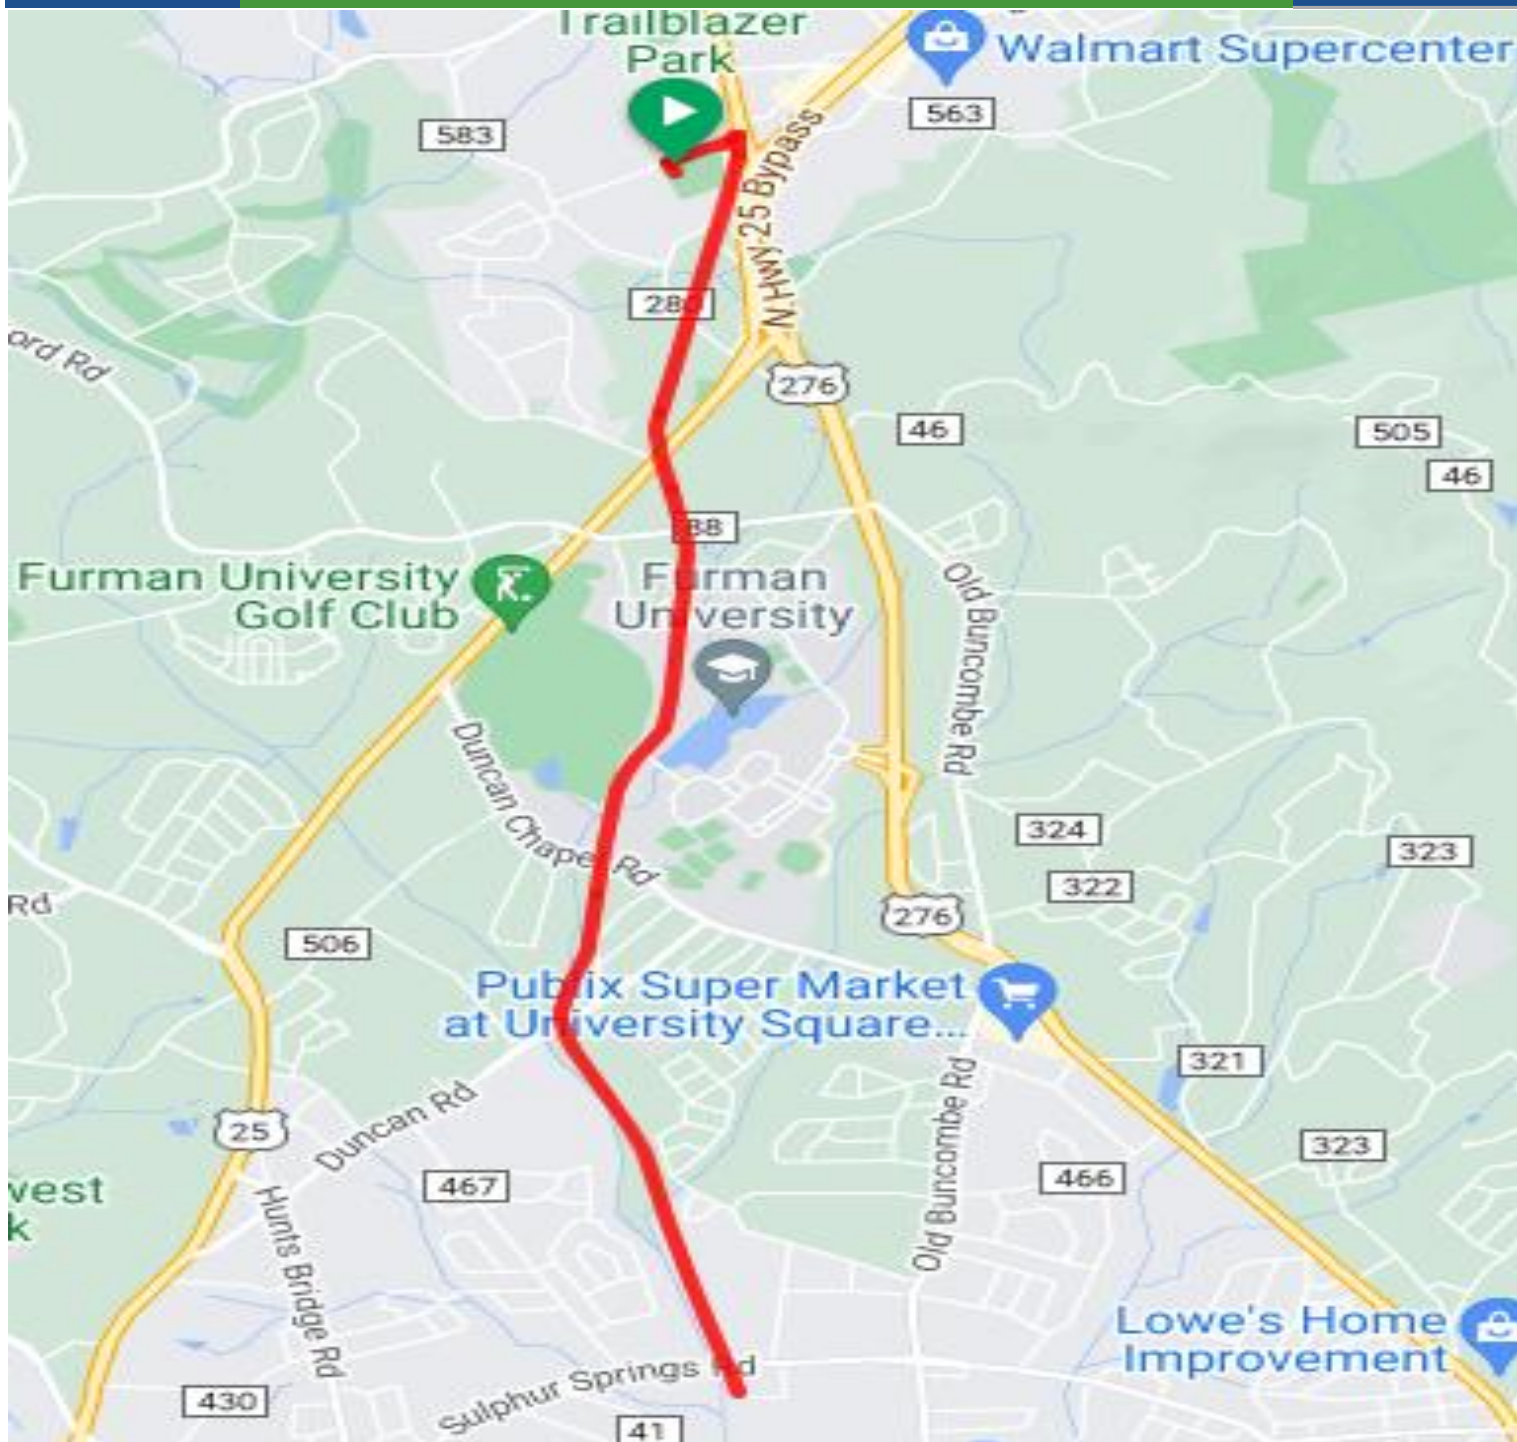 Trailblazer
Park
Walmart Supercenter
583
563
N Hwy 25 Bypass
280
ord Rd
276
46
505
46
88
Furman University
Golf Club
Furman
University
Old Buncombe Rd
Duncan Chapel Rd
324
323
322
Rd
506
276
Publix Super Market
at University Square...
321
25
Duncan Rd
Old Buncombe Rd
323
west
k
467
466
Hunts Bridge Rd
Lowe's Home
Improvement
Sulphur Springs Rd
430
41